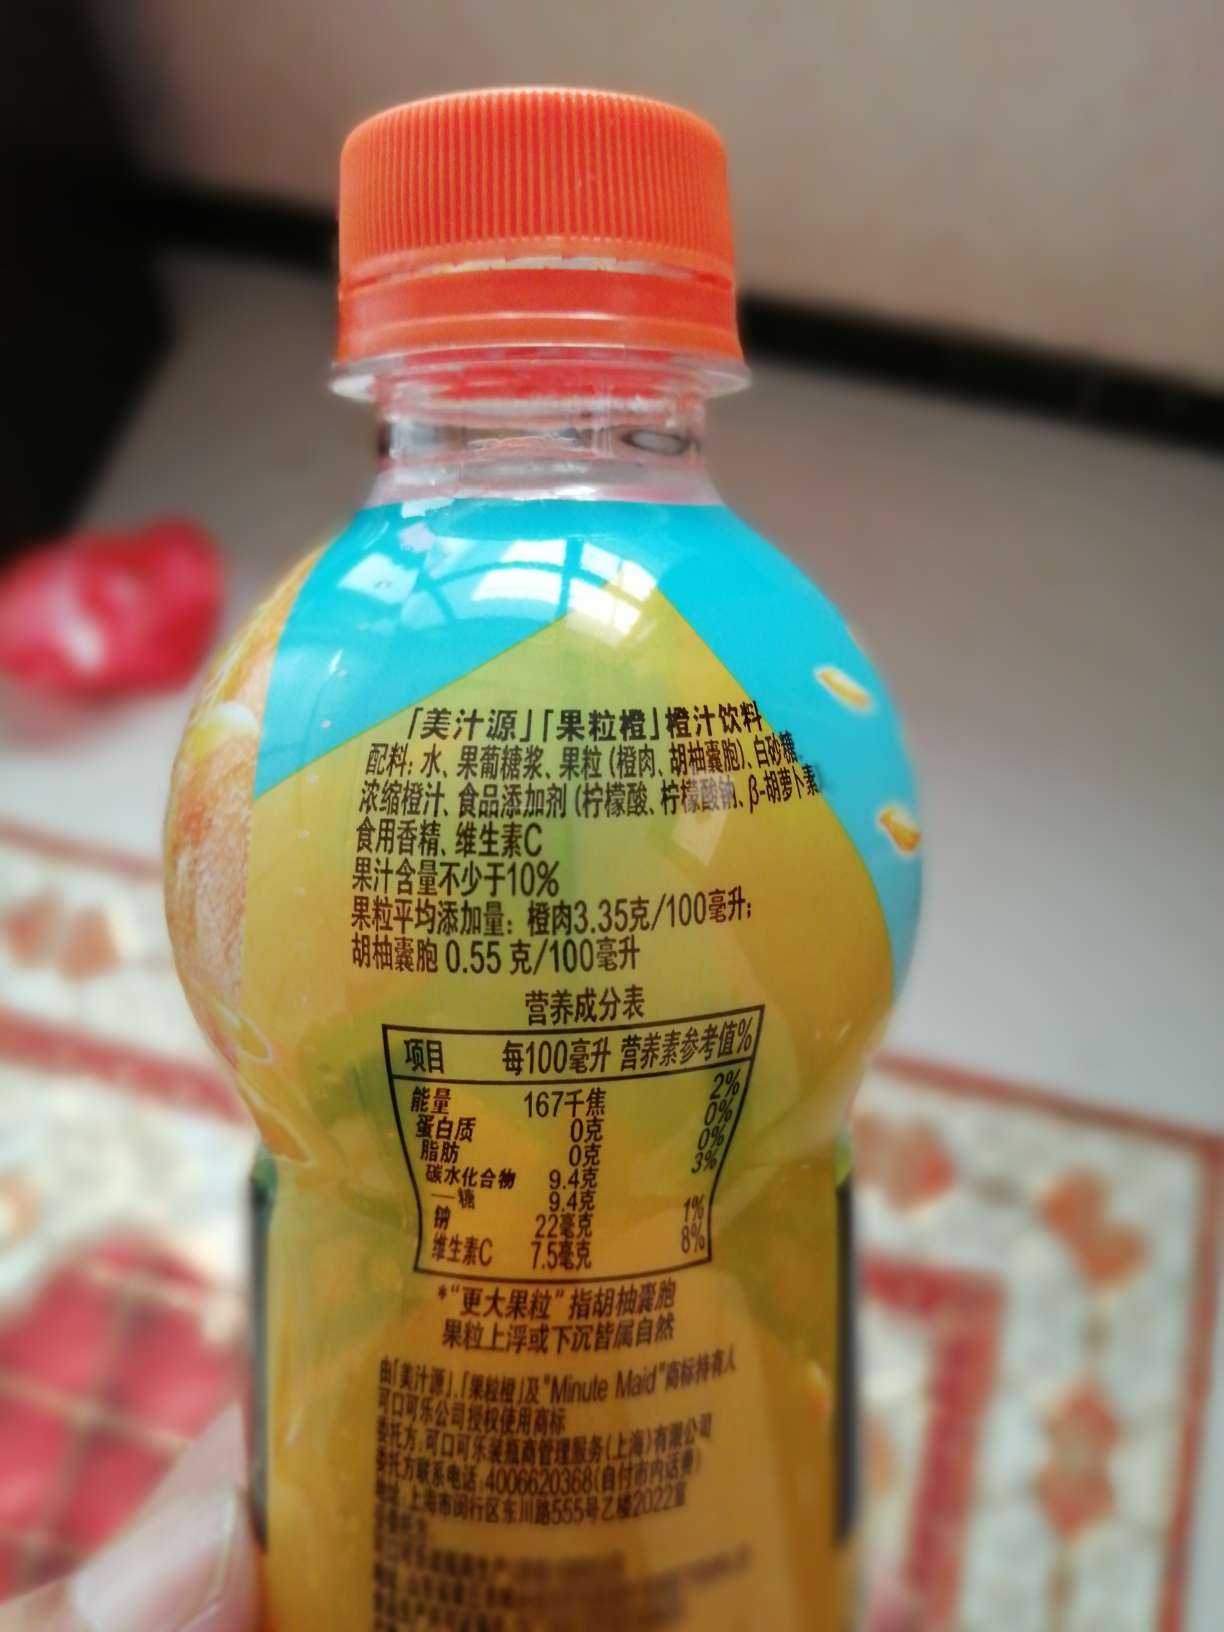 「美汁源」「果粒橙」橙汁饮料
配料：水、果葡糖浆、果粒（橙肉、胡柚囊胞）、白砂糖、
浓缩橙汁、食品添加剂（柠檬酸、柠檬酸钠、β-胡萝卜素）
食用香精、维生素C
果汁含量不少于10%
果粒平均添加量：橙肉3.35克/100毫升；
胡柚囊胞 0.55 克/100毫升
营养成分表
项目 每100毫升 营养素参考值%
能量 167千焦 2%
蛋白质 0克 0%
脂肪 0克 0%
碳水化合物 9.4克 3%
—糖 9.4克
钠 22毫克 1%
维生素C 7.5毫克 8%
*“更大果粒”指胡柚囊胞
果粒上浮或下沉皆属自然
由「美汁源」、「果粒橙」及"Minute Maid"商标持有人
可口可乐公司授权使用商标
委托方：可口可乐装瓶商管理服务（上海）有限公司
委托方联系电话：4006620368（自付市内话费）
地址：上海市闵行区东川路555号乙楼2022室